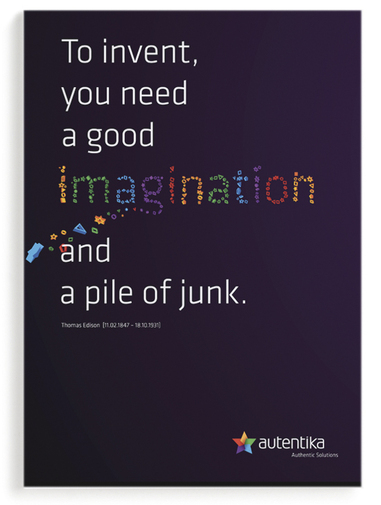 To invent,
you need
a good
imagination
and
a pile of junk.
Thomas Edison [11.02.1847 – 18.10.1931]
autentika
Authentic Solutions